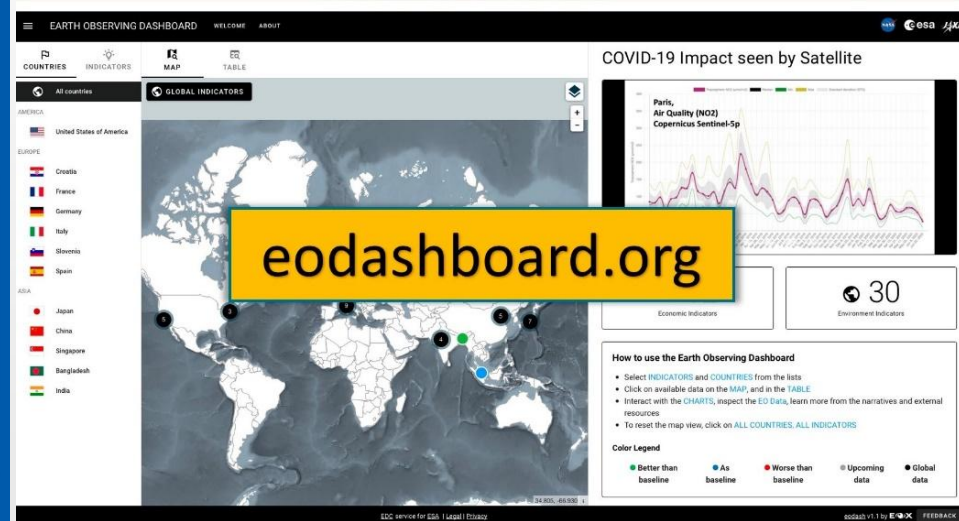 EARTH OBSERVING DASHBOARD WELCOME ABOUT
esa
COUNTRIES INDICATORS MAP TABLE
All countries
GLOBAL INDICATORS
AMERICA
United States of America
EUROPE
Croatia
France
Germany
Italy
Slovenia
Spain
ASIA
Japan
China
Singapore
Bangladesh
India
+
-
5
3
9
5
7
4
34.805, -66.930
eodashboard.org
COVID-19 Impact seen by Satellite
Paris,
Air Quality (NO2)
Copernicus Sentinel-5p
Economic Indicators
30
Environment Indicators
How to use the Earth Observing Dashboard
• Select INDICATORS and COUNTRIES from the lists
• Click on available data on the MAP, and in the TABLE
• Interact with the CHARTS, inspect the EO Data, learn more from the narratives and external
resources
• To reset the map view, click on ALL COUNTRIES, ALL INDICATORS
Color Legend
Better than
baseline
As
baseline
Worse than
baseline
Upcoming
data
Global
data
EDC service for ESA | Legal | Privacy
eodash v1.1 by EOX FEEDBACK